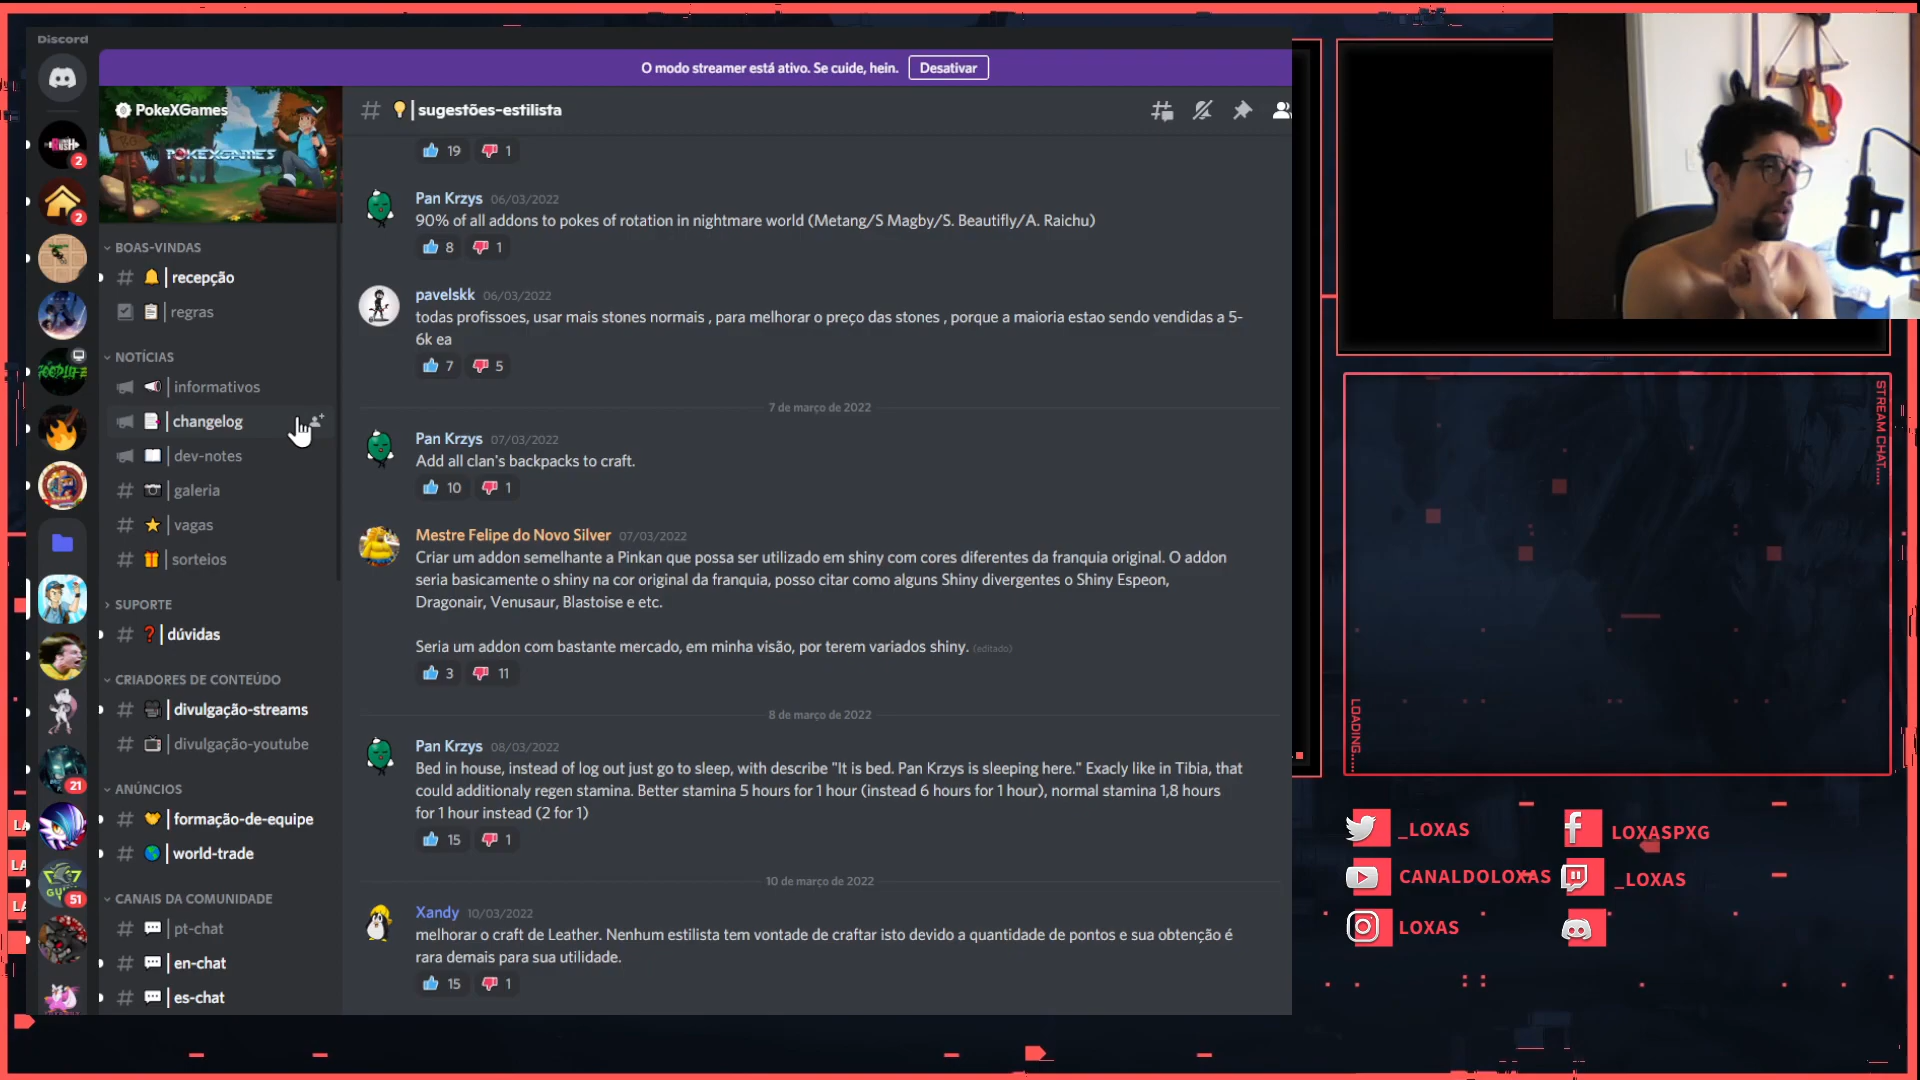 Discord
O modo streamer está ativo. Se cuide, hein.
Desativar
PokeXGames
POKEXGAMES
sugestões-estilista
BOAS-VINDAS
recepção
regras
NOTÍCIAS
informativos
changelog
dev-notes
galeria
vagas
sorteios
SUPORTE
dúvidas
CRIADORES DE CONTEÚDO
divulgação-streams
divulgação-youtube
ANÚNCIOS
formação-de-equipe
world-trade
CANAIS DA COMUNIDADE
pt-chat
en-chat
es-chat
2
2
21
51
19 1
Pan Krzys 06/03/2022
90% of all addons to pokes of rotation in nightmare world (Metang/S Magby/S. Beautifly/A. Raichu)
8 1
pavelskk 06/03/2022
todas profissoes, usar mais stones normais , para melhorar o preço das stones , porque a maioria estao sendo vendidas a 5-
6k ea
7 5
7 de março de 2022
Pan Krzys 07/03/2022
Add all clan's backpacks to craft.
10 1
Mestre Felipe do Novo Silver 07/03/2022
Criar um addon semelhante a Pinkan que possa ser utilizado em shiny com cores diferentes da franquia original. O addon
seria basicamente o shiny na cor original da franquia, posso citar como alguns Shiny divergentes o Shiny Espeon,
Dragonair, Venusaur, Blastoise e etc.
Seria um addon com bastante mercado, em minha visão, por terem variados shiny. (editado)
3 11
8 de março de 2022
Pan Krzys 08/03/2022
Bed in house, instead of log out just go to sleep, with describe "It is bed. Pan Krzys is sleeping here." Exacly like in Tibia, that
could additionaly regen stamina. Better stamina 5 hours for 1 hour (instead 6 hours for 1 hour), normal stamina 1,8 hours
for 1 hour instead (2 for 1)
15 1
10 de março de 2022
Xandy 10/03/2022
melhorar o craft de Leather. Nenhum estilista tem vontade de craftar isto devido a quantidade de pontos e sua obtenção é
rara demais para sua utilidade.
15 1
STREAM CHAT.....
LOADING.....
_LOXAS
LOXASPXG
CANALDOLOXAS
_LOXAS
LOXAS
LA
LA
LA